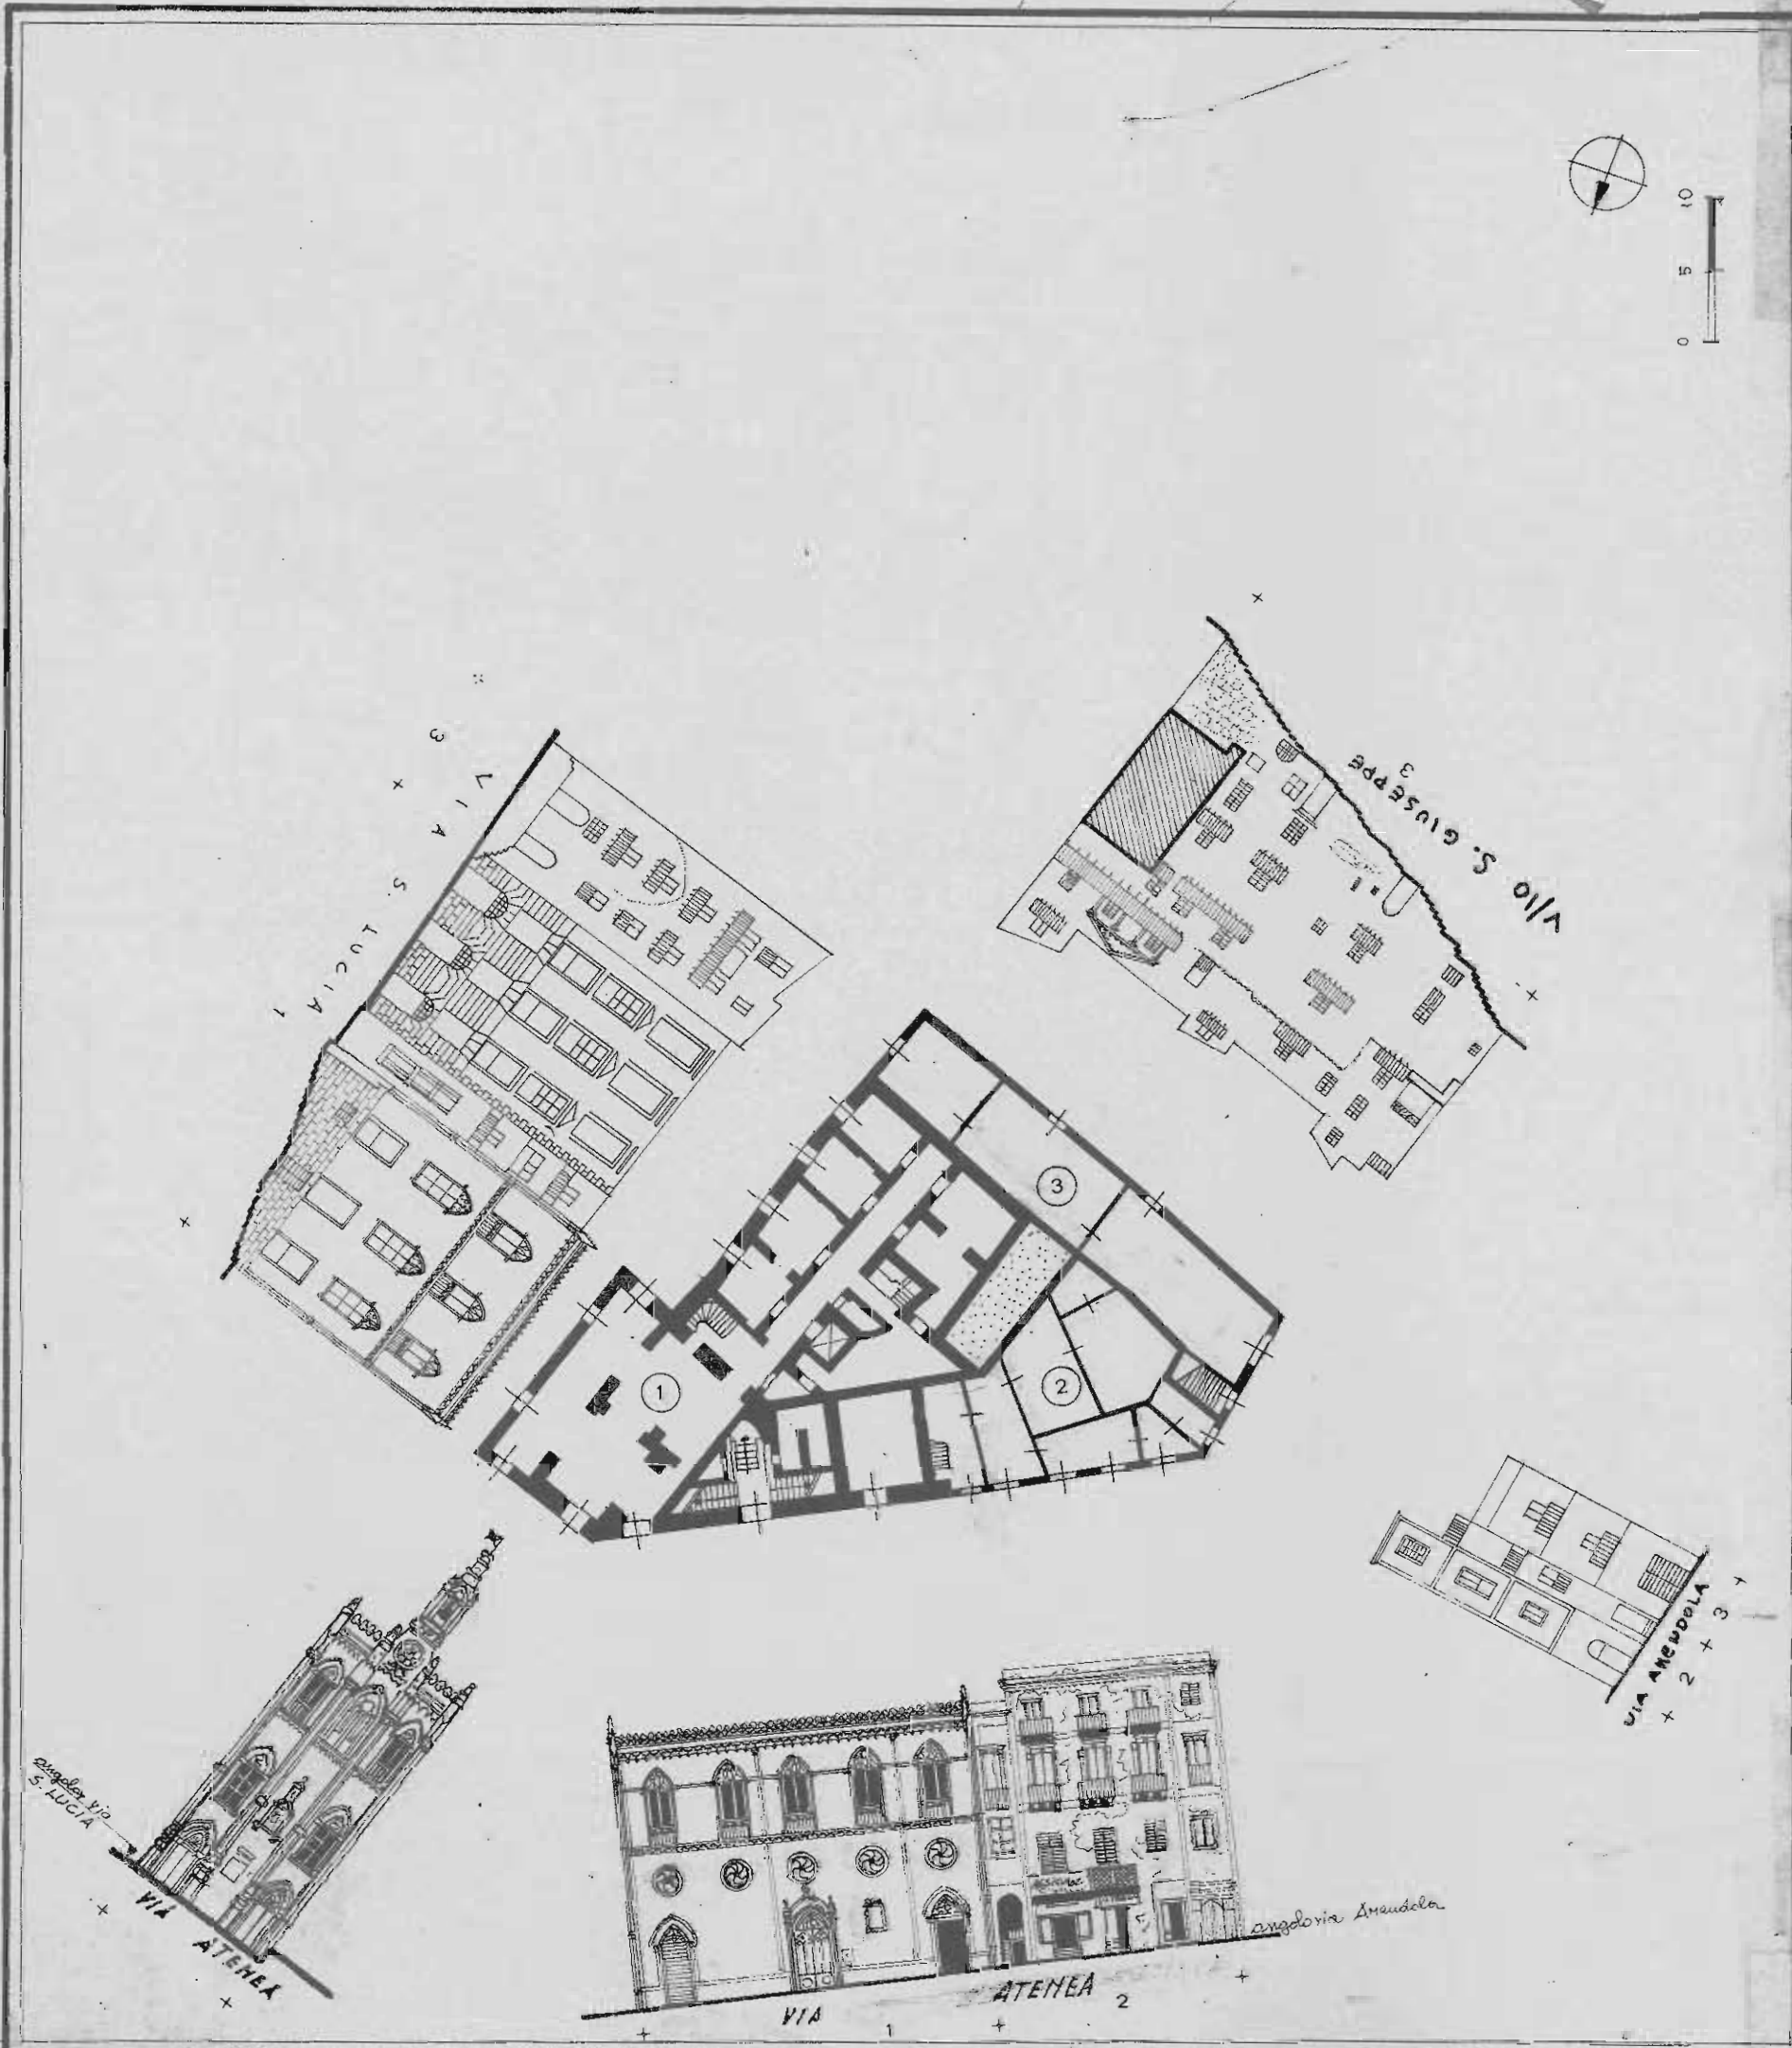 10
5
0
V/LO S. GIUSEPPE
3
3
VIA S. LUCIA
1
3
1
2
VIA AMENDOLA
2 3
angolo via
S. LUCIA
VIA ATENEA
angolo via Amendola
VIA ATENEA
1 2